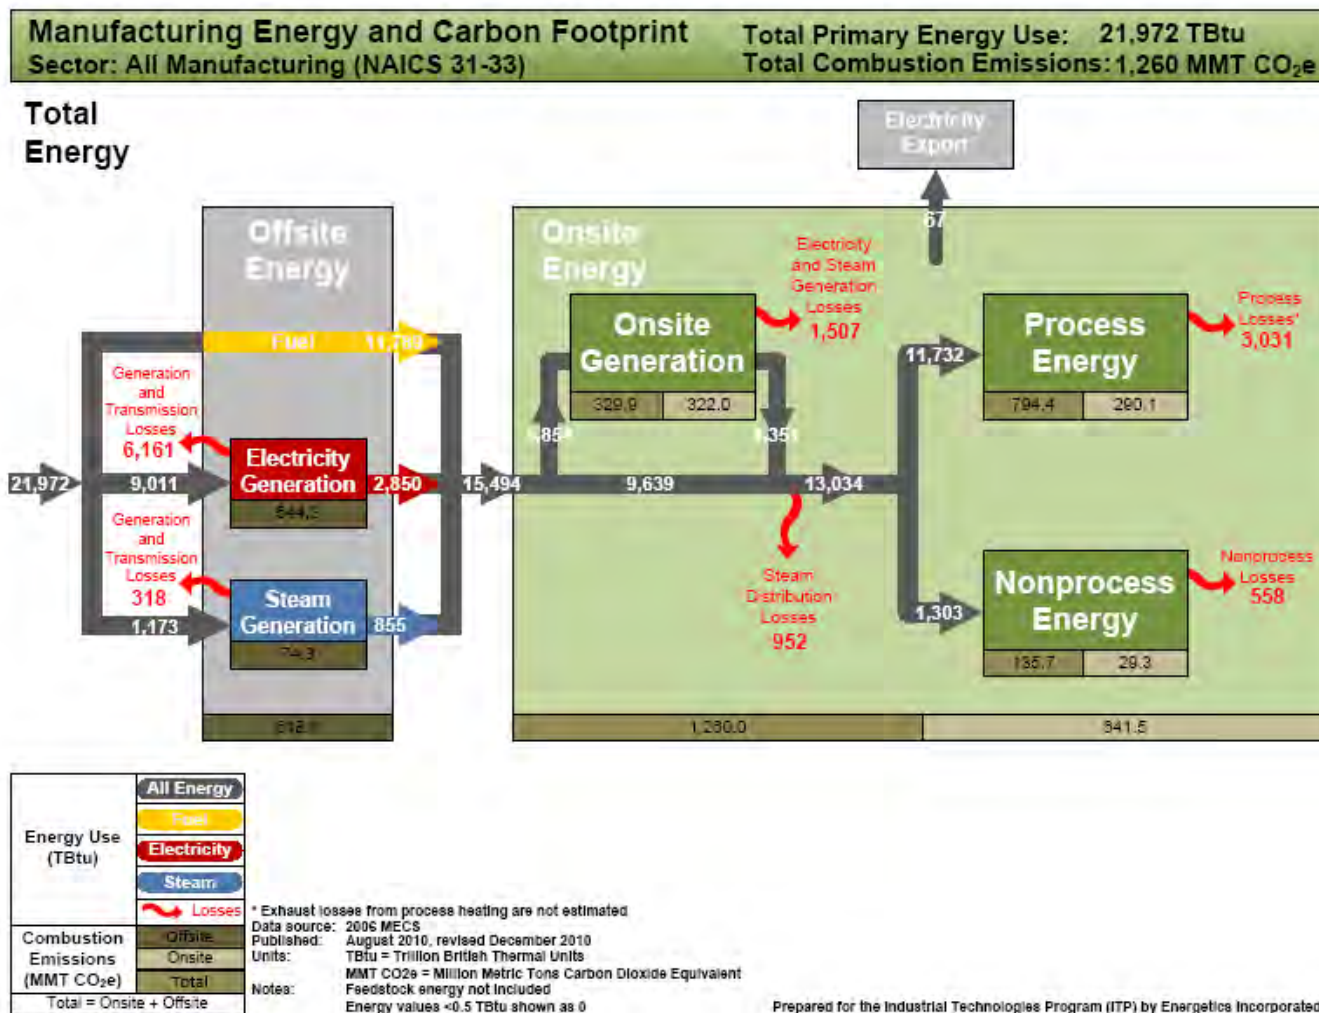 Manufacturing Energy and Carbon Footprint
Sector: All Manufacturing (NAICS 31-33)
Total Primary Energy Use: 21,972 TBtu
Total Combustion Emissions: 1,260 MMT CO₂e
Total
Energy
Electricity
Export
67
Offsite
Energy
Fuel
Generation
and
Transmission
Losses
6,161
21,972
9,011
Electricity
Generation
2,850
15,494
Generation
and
Transmission
Losses
318
1,173
Steam
Generation
855
74.3
Onsite
Energy
Onsite
Generation
329.9
322.0
Electricity
and Steam
Generation
Losses
1,507
9,639
13,034
Steam
Distribution
Losses
952
11,732
Process
Energy
794.4
290.1
Process
Losses*
3,031
1,303
Nonprocess
Energy
135.7
29.3
Nonprocess
Losses
558
1,260.0
641.5
Energy Use
(TBtu)
All Energy
Fuel
Electricity
Steam
Losses
Combustion
Emissions
(MMT CO₂e)
Offsite
Onsite
Total
Total = Onsite + Offsite
* Exhaust losses from process heating are not estimated
Data source: 2006 MECS
Published: August 2010, revised December 2010
Units: TBtu = Trillion British Thermal Units
MMT CO2e = Million Metric Tons Carbon Dioxide Equivalent
Notes: Feedstock energy not included
Energy values <0.5 TBtu shown as 0
Prepared for the Industrial Technologies Program (ITP) by Energetics Incorporated